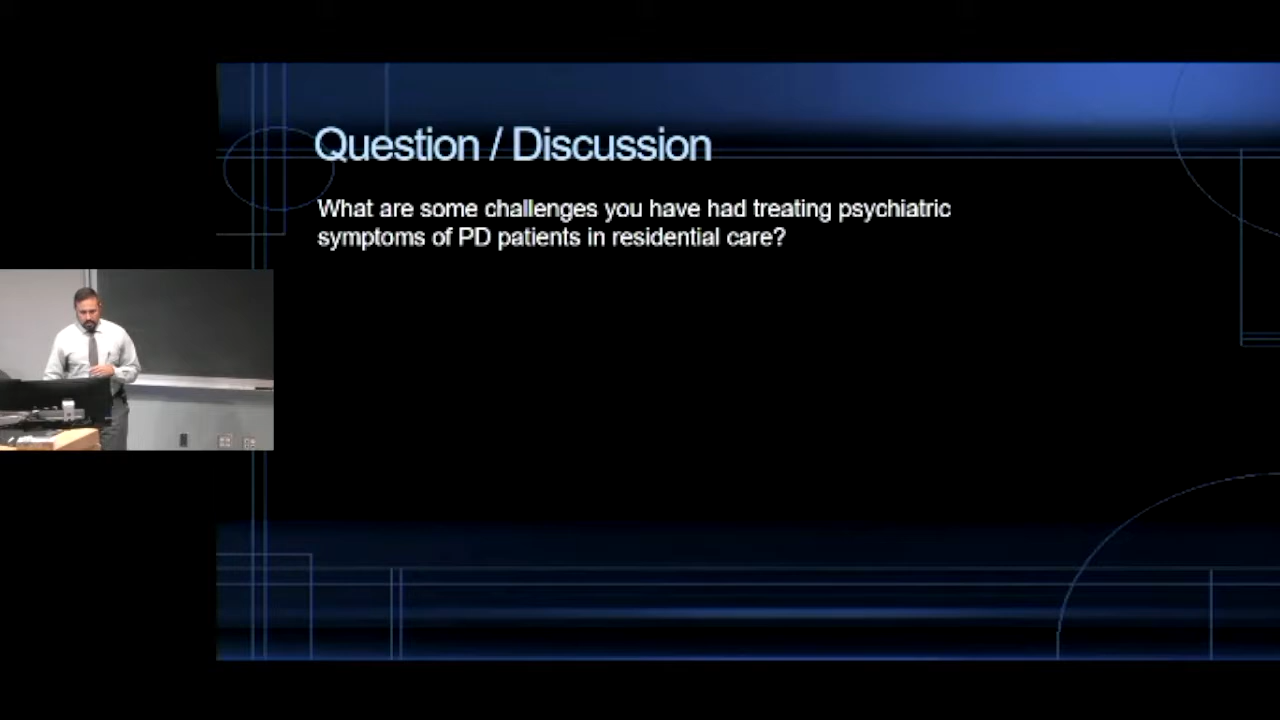 Question / Discussion
What are some challenges you have had treating psychiatric
symptoms of PD patients in residential care?